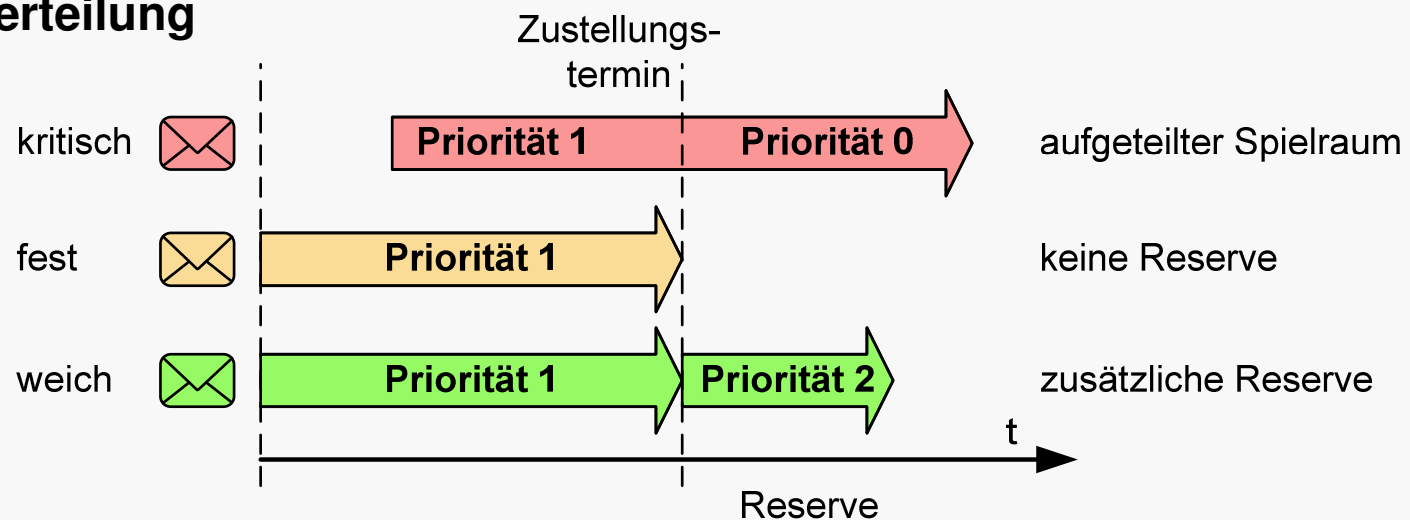 erteilung
Zustellungs-
termin
kritisch Priorität 1 Priorität 0 aufgeteilter Spielraum
fest Priorität 1 keine Reserve
weich Priorität 1 Priorität 2 zusätzliche Reserve
t
Reserve